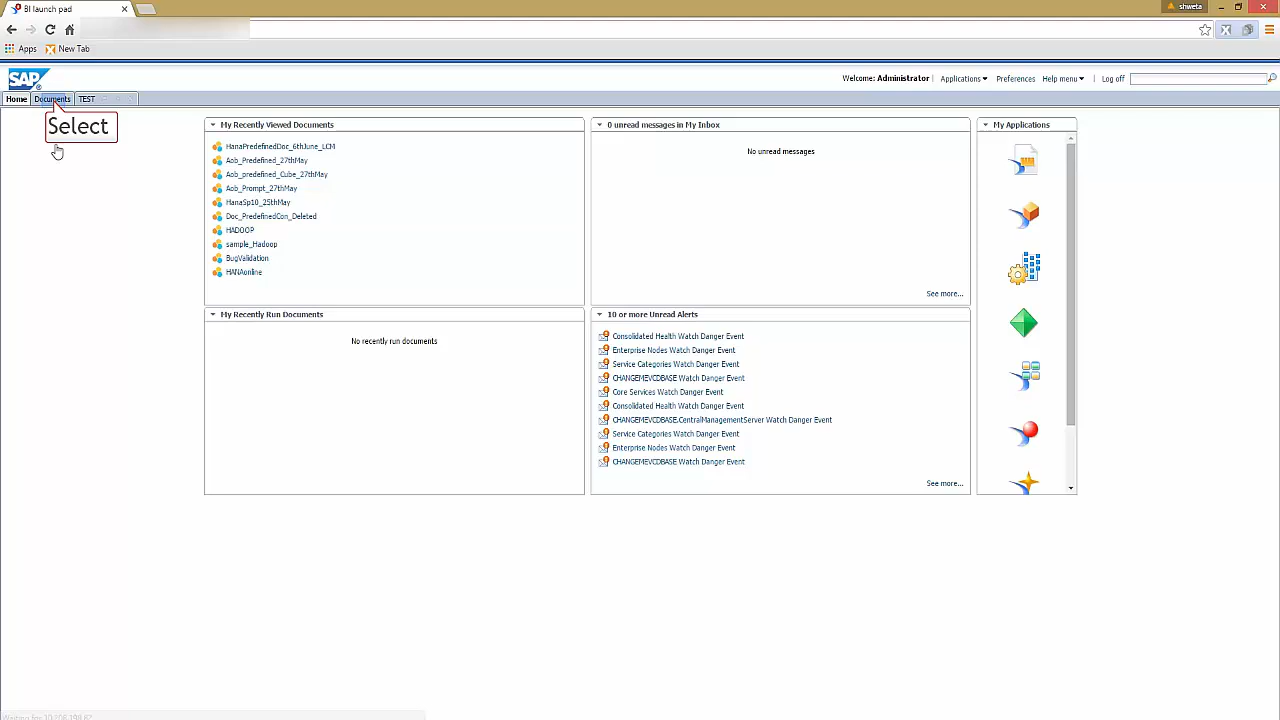 BI launch pad
shweta
Apps New Tab
SAP
Welcome: Administrator Applications Preferences Help menu Log off
Home Documents TEST
Select
My Recently Viewed Documents
HanaPredefinedDoc_6thJune_LCM
Aob_Predefined_27thMay
Aob_predefined_Cube_27thMay
Aob_Prompt_27thMay
HanaSp10_25thMay
Doc_PredefinedCon_Deleted
HADOOP
sample_Hadoop
BugValidation
HANAonline
0 unread messages in My Inbox
No unread messages
See more...
My Applications
My Recently Run Documents
No recently run documents
10 or more Unread Alerts
Consolidated Health Watch Danger Event
Enterprise Nodes Watch Danger Event
Service Categories Watch Danger Event
CHANGEMEVCDBASE Watch Danger Event
Core Services Watch Danger Event
Consolidated Health Watch Danger Event
CHANGEMEVCDBASE.CentralManagementServer Watch Danger Event
Service Categories Watch Danger Event
Enterprise Nodes Watch Danger Event
CHANGEMEVCDBASE Watch Danger Event
See more...
Waiting for